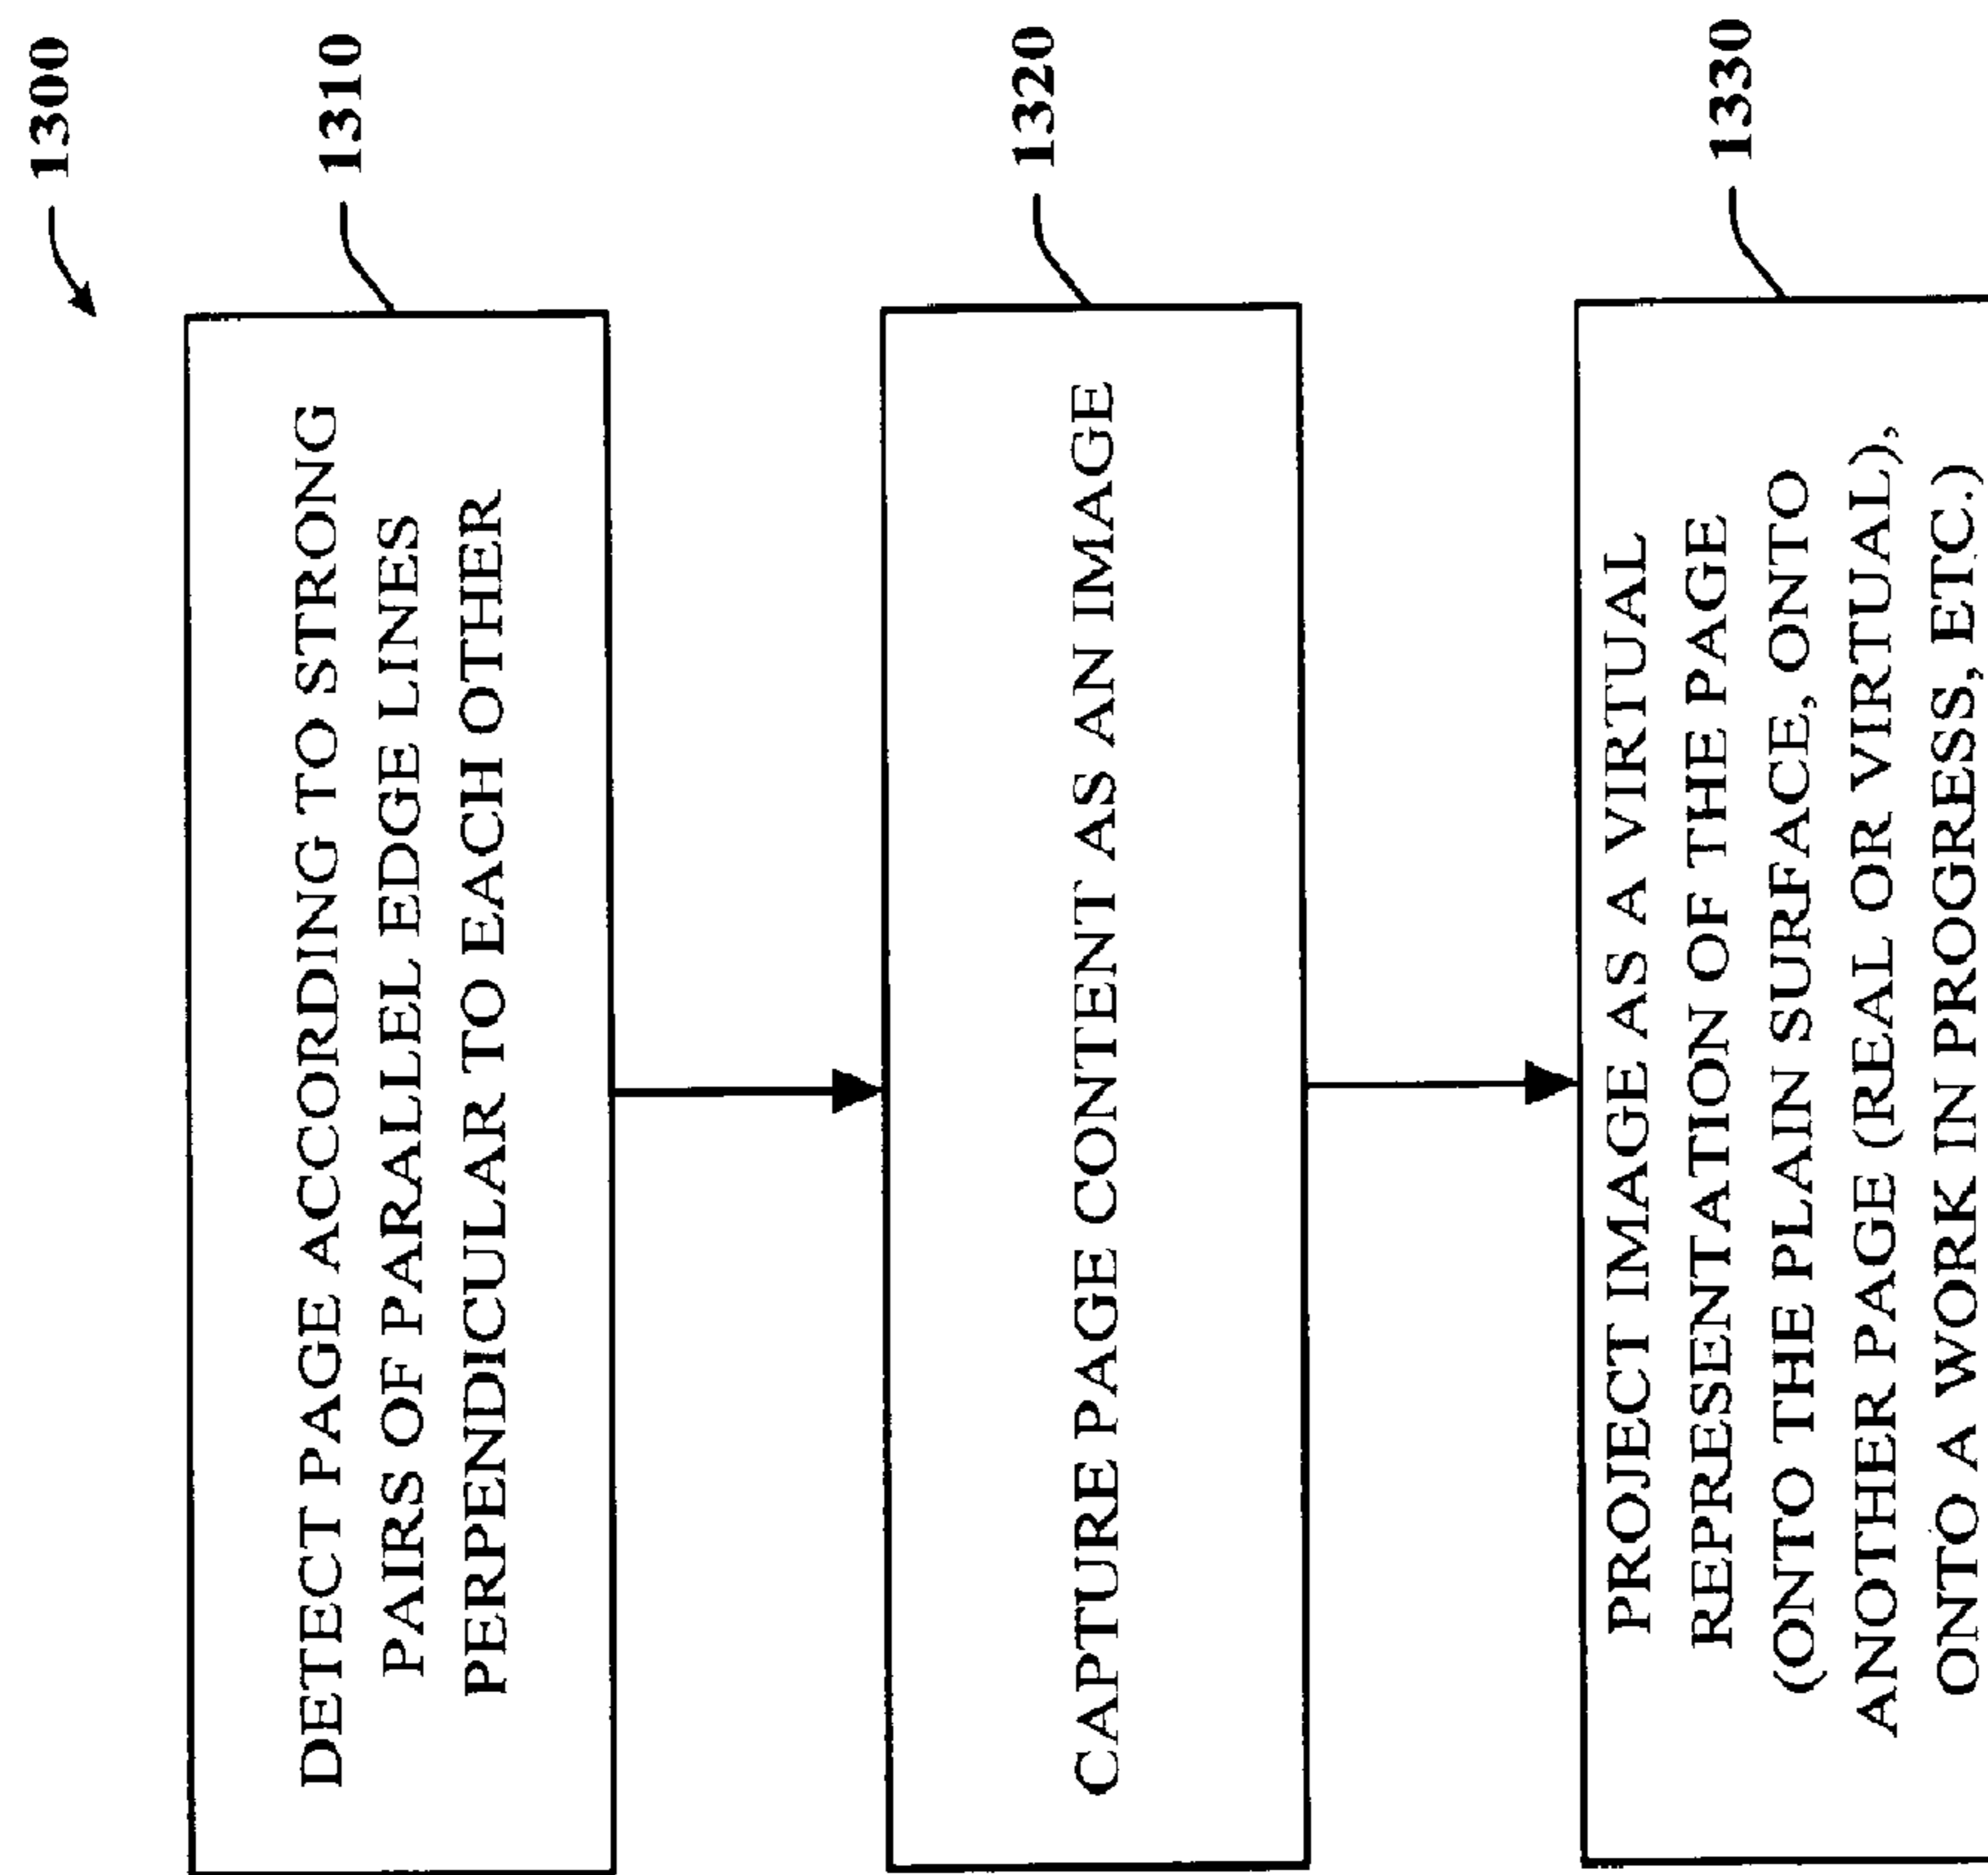 1300
1310
DETECT PAGE ACCORDING TO STRONG
PAIRS OF PARALLEL EDGE LINES
PERPENDICULAR TO EACH OTHER
1320
CAPTURE PAGE CONTENT AS AN IMAGE
1330
PROJECT IMAGE AS A VIRTUAL
REPRESENTATION OF THE PAGE
(ONTO THE PLAIN SURFACE, ONTO
ANOTHER PAGE (REAL OR VIRTUAL),
ONTO A WORK IN PROGRESS, ETC.)